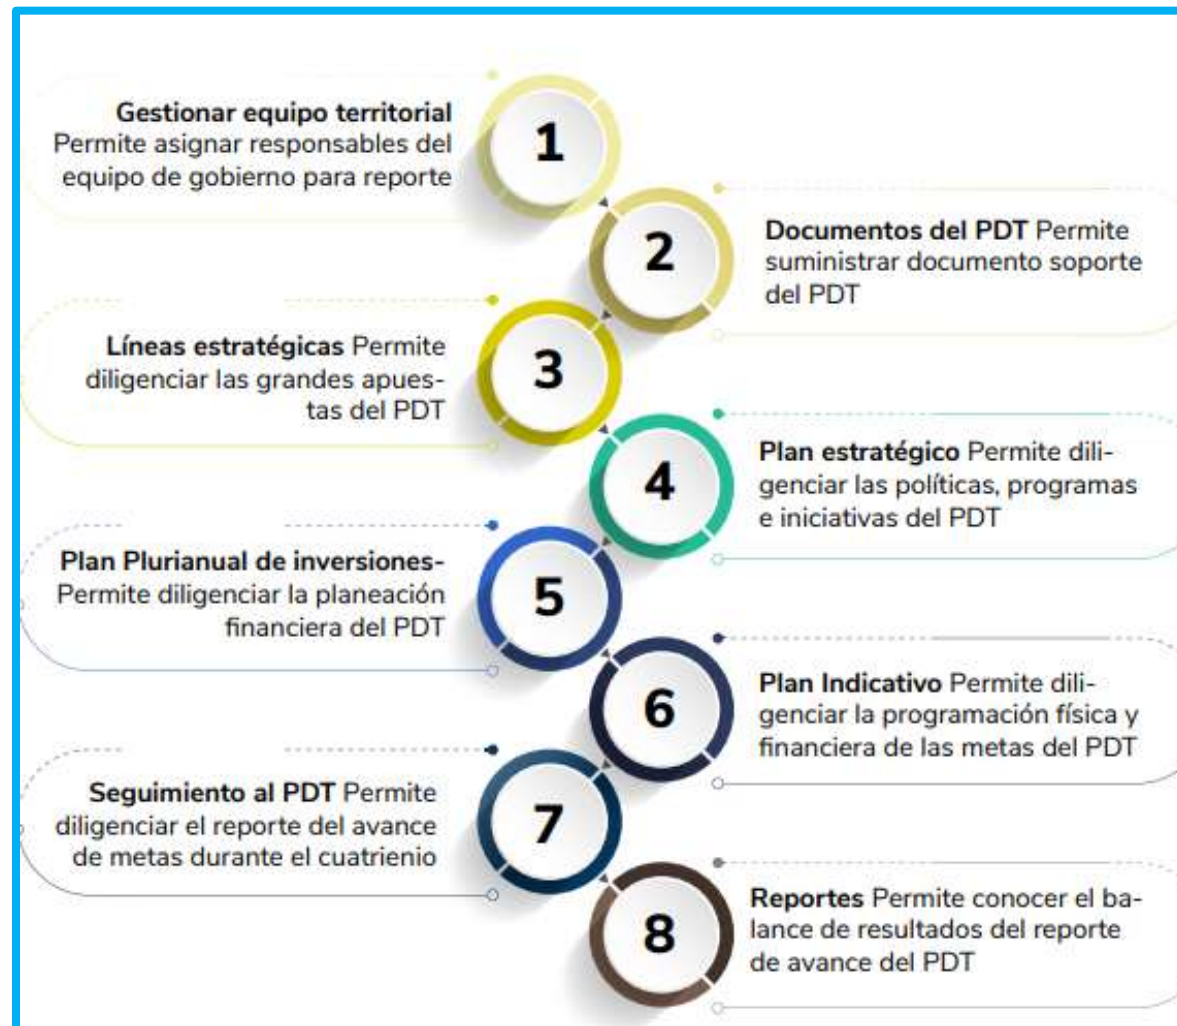 Gestionar equipo territorial
Permite asignar responsables del
equipo de gobierno para reporte
1
2
Documentos del PDT Permite
suministrar documento soporte
del PDT
Líneas estratégicas Permite
diligenciar las grandes apues-
tas del PDT
3
4
Plan estratégico Permite dili-
genciar las políticas, programas
e iniciativas del PDT
Plan Plurianual de inversiones-
Permite diligenciar la planeación
financiera del PDT
5
6
Plan Indicativo Permite dili-
genciar la programación física y
financiera de las metas del PDT
Seguimiento al PDT Permite
diligenciar el reporte del avance
de metas durante el cuatrienio
7
8
Reportes Permite conocer el ba-
lance de resultados del reporte
de avance del PDT